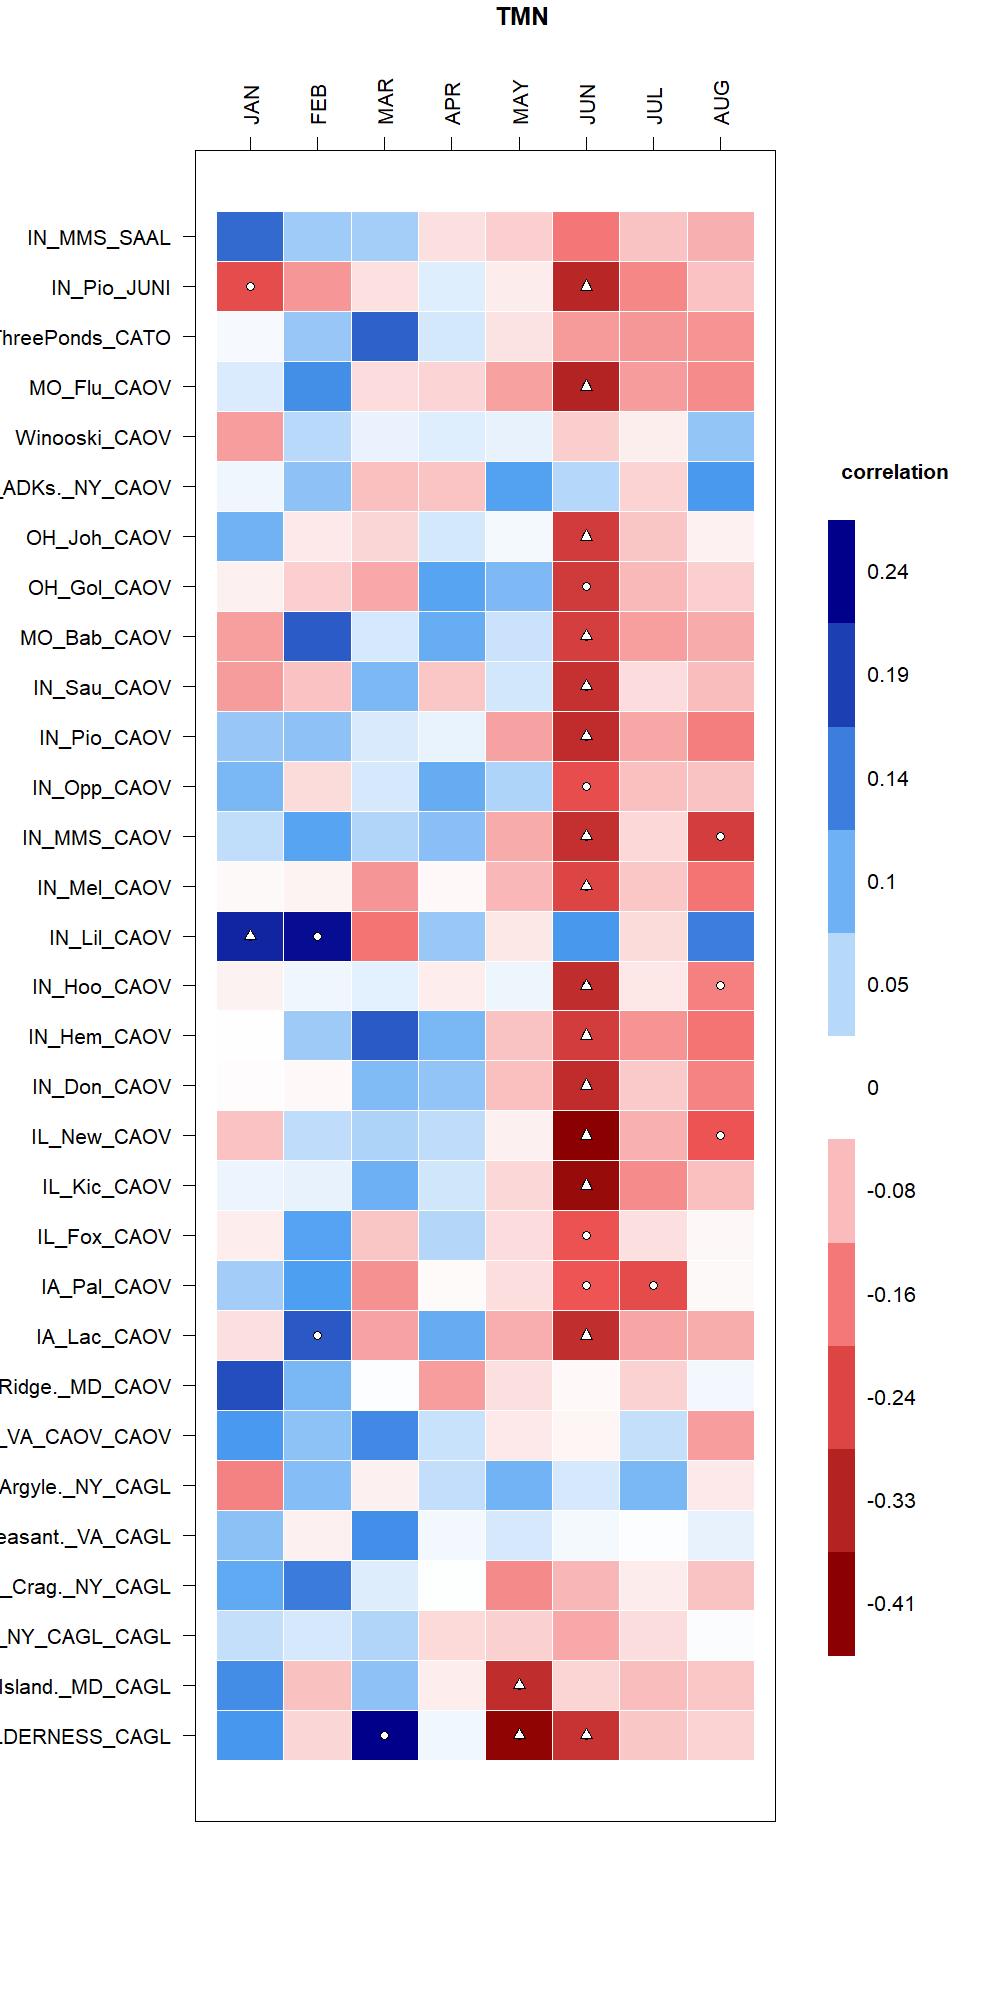 TMN
JAN FEB MAR APR MAY JUN JUL AUG
IN_MMS_SAAL
IN_Pio_JUNI
ThreePonds_CATO
MO_Flu_CAOV
Winooski_CAOV
_ADKs._NY_CAOV
OH_Joh_CAOV
OH_Gol_CAOV
MO_Bab_CAOV
IN_Sau_CAOV
IN_Pio_CAOV
IN_Opp_CAOV
IN_MMS_CAOV
IN_Mel_CAOV
IN_Lil_CAOV
IN_Hoo_CAOV
IN_Hem_CAOV
IN_Don_CAOV
IL_New_CAOV
IL_Kic_CAOV
IL_Fox_CAOV
IA_Pal_CAOV
IA_Lac_CAOV
Ridge._MD_CAOV
_VA_CAOV_CAOV
Argyle._NY_CAGL
easant._VA_CAGL
_Crag._NY_CAGL
_NY_CAGL_CAGL
Island._MD_CAGL
LDERNESS_CAGL
correlation
0.24
0.19
0.14
0.1
0.05
0
-0.08
-0.16
-0.24
-0.33
-0.41